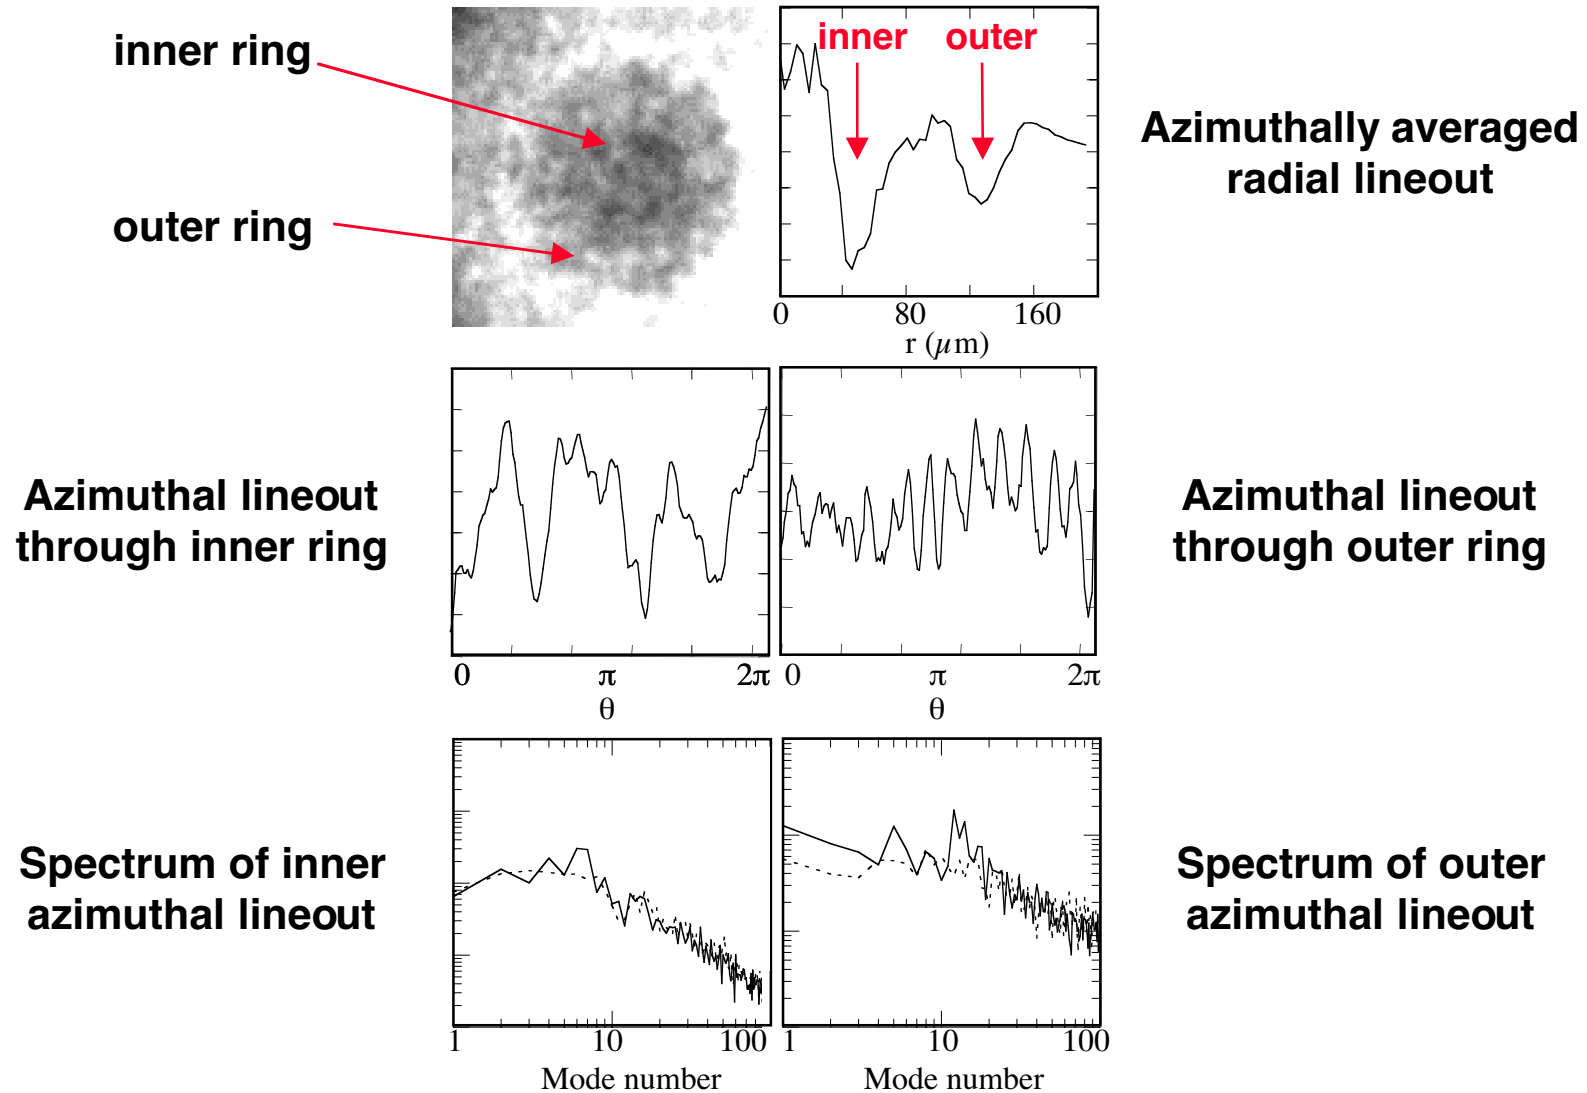 inner ring
outer ring
inner outer
0 80 160
r (μm)
Azimuthally averaged
radial lineout
Azimuthal lineout
through inner ring
0 π 2π
θ
0 π 2π
θ
Azimuthal lineout
through outer ring
Spectrum of inner
azimuthal lineout
1 10 100
Mode number
1 10 100
Mode number
Spectrum of outer
azimuthal lineout